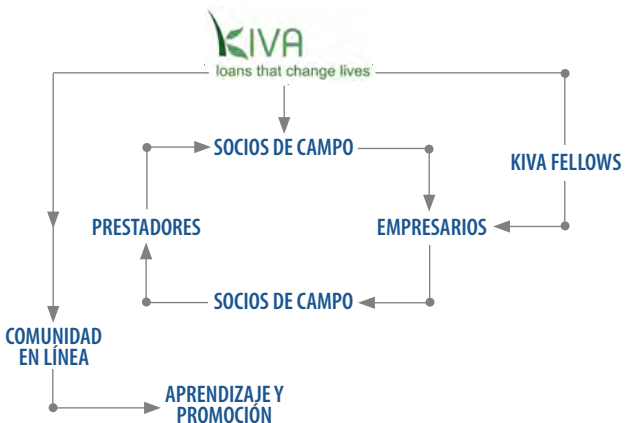 KIVA
loans that change lives
SOCIOS DE CAMPO
KIVA FELLOWS
PRESTADORES
EMPRESARIOS
SOCIOS DE CAMPO
COMUNIDAD
EN LÍNEA
APRENDIZAJE Y
PROMOCIÓN